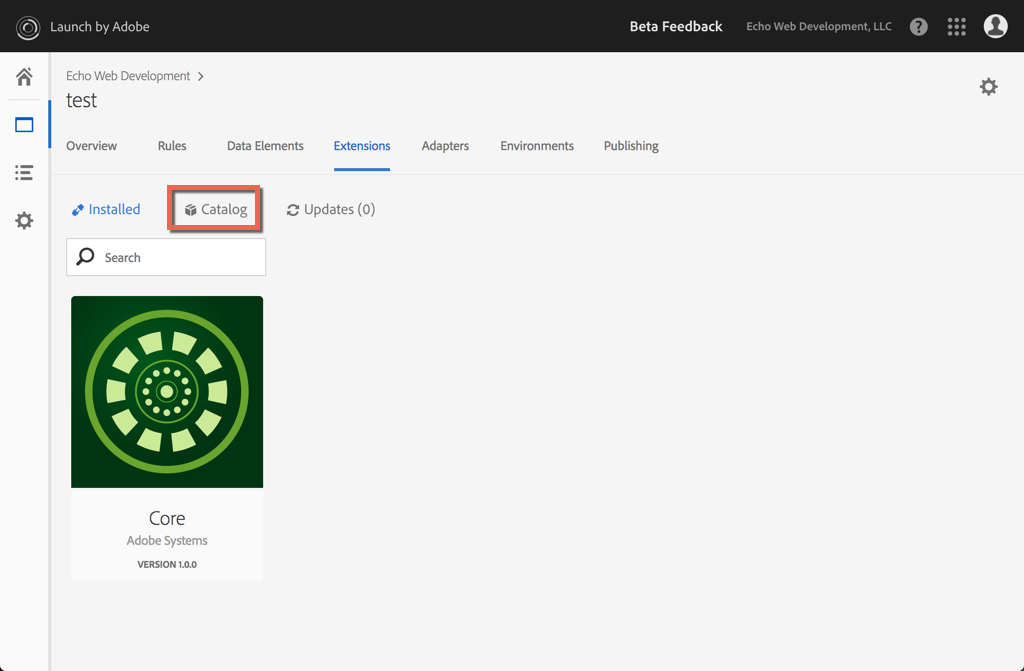 Launch by Adobe
Beta Feedback
Echo Web Development, LLC
?
Echo Web Development >
test
Overview
Rules
Data Elements
Extensions
Adapters
Environments
Publishing
Installed
Catalog
Updates (0)
Search
Core
Adobe Systems
VERSION 1.0.0